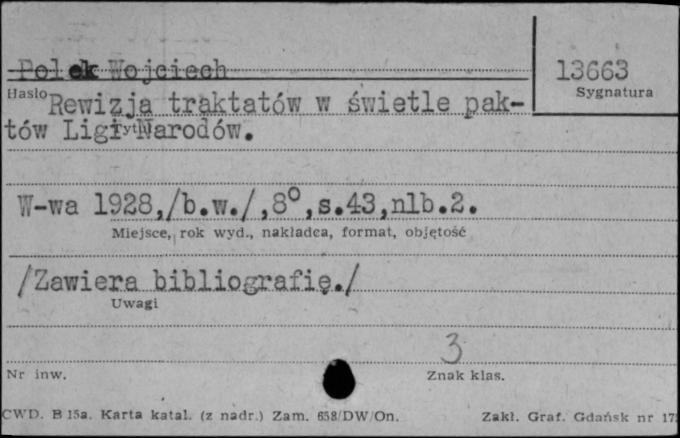 Polek Wojciech 13663
Hasło Sygnatura
Rewizja traktatów w świetle pak-
tów Ligi Narodów.
Tytuł
W-wa 1928,/b.w./,8°,s.43,nlb.2.
Miejsce, rok wyd., nakładca, format, objętość
/Zawiera bibliografię./
Uwagi
3
Nr inw. Znak klas.
CWD. B 15a. Karta katal. (z nadr.) Zam. 658/DW/On. Zakł. Graf. Gdańsk nr